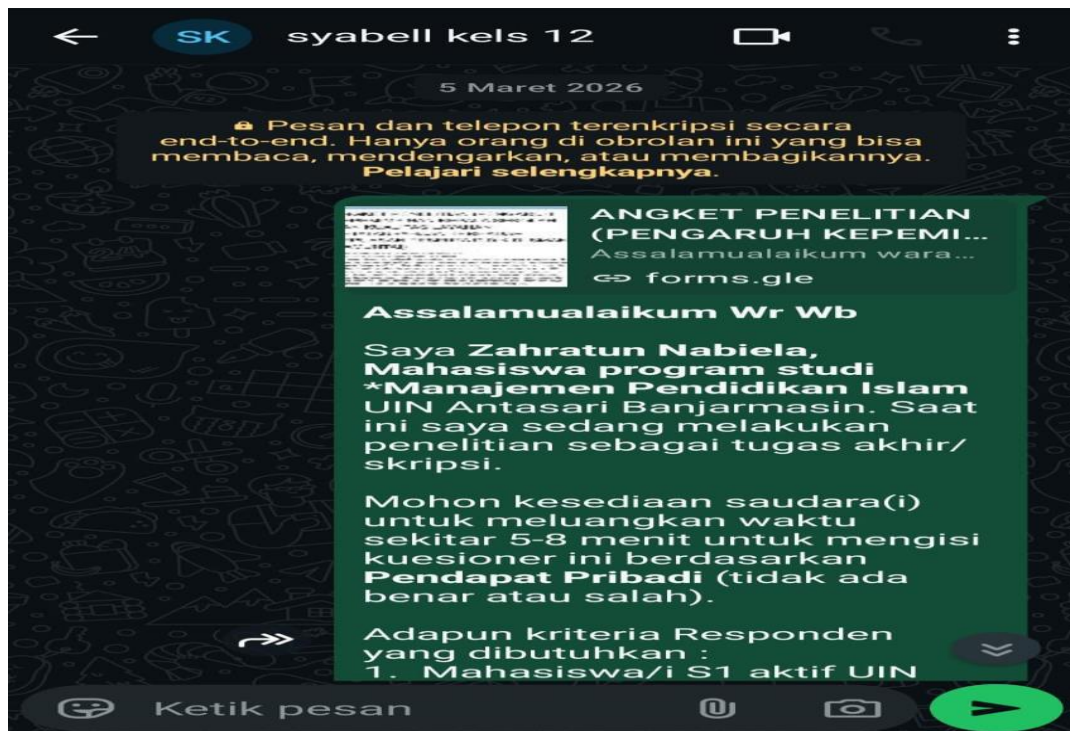 SK syabell kels 12
5 Maret 2026
Pesan dan telepon terenkripsi secara
end-to-end. Hanya orang di obrolan ini yang bisa
membaca, mendengarkan, atau membagikannya.
Pelajari selengkapnya.
ANGKET PENELITIAN
(PENGARUH KEPEMI...
Assalamualaikum wara...
forms.gle
Assalamualaikum Wr Wb
Saya Zahratun Nabiela,
Mahasiswa program studi
*Manajemen Pendidikan Islam
UIN Antasari Banjarmasin. Saat
ini saya sedang melakukan
penelitian sebagai tugas akhir/
skripsi.
Mohon kesediaan saudara(i)
untuk meluangkan waktu
sekitar 5-8 menit untuk mengisi
kuesioner ini berdasarkan
Pendapat Pribadi (tidak ada
benar atau salah).
Adapun kriteria Responden
yang dibutuhkan :
1. Mahasiswa/i S1 aktif UIN
Ketik pesan